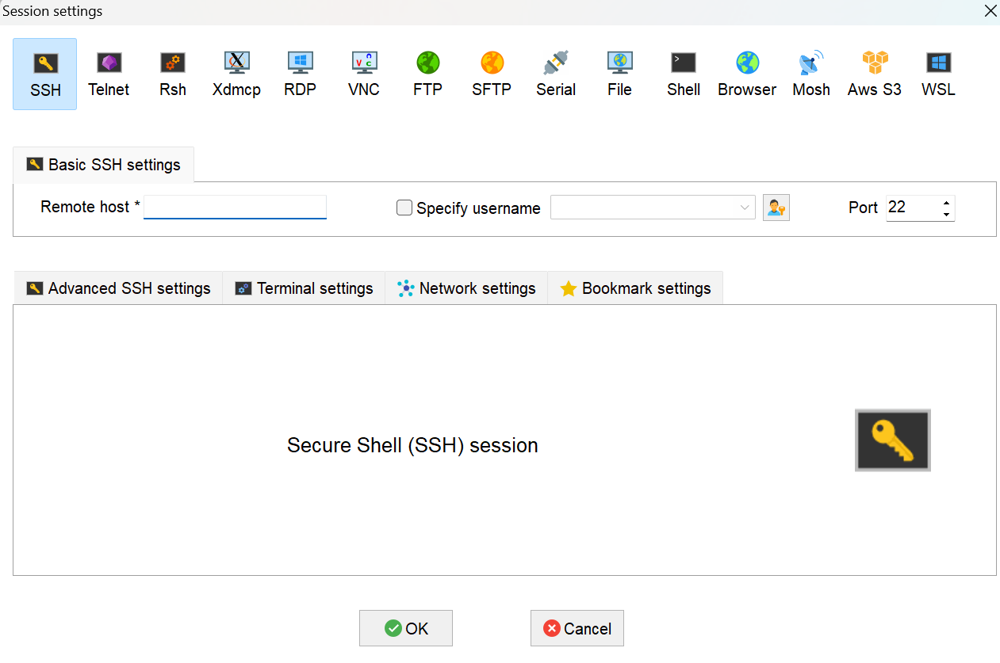 Session settings
SSH Telnet Rsh Xdmcp RDP VNC FTP SFTP Serial File Shell Browser Mosh Aws S3 WSL
Basic SSH settings
Remote host * Specify username Port 22
Advanced SSH settings Terminal settings Network settings Bookmark settings
Secure Shell (SSH) session
OK Cancel